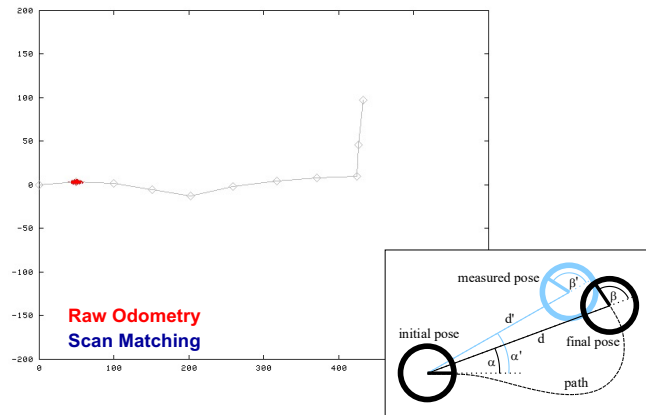 200
150
100
50
0
-50
-100
-150
-200
0
100
200
300
400
Raw Odometry
Scan Matching
measured pose
β'
β
d'
initial pose
d
final pose
α
α'
path